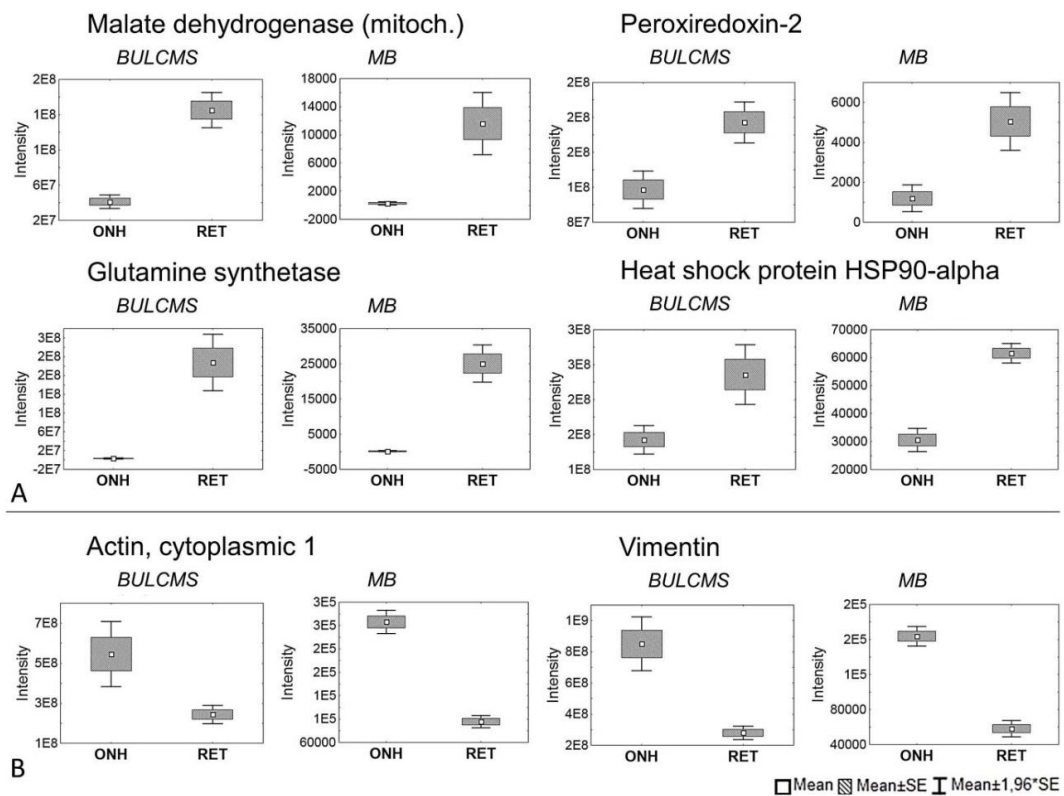 Malate dehydrogenase (mitoch.)
BULCMS
Intensity
2E8
1E8
1E8
6E7
2E7
ONH RET
MB
Intensity
18000
14000
10000
6000
2000
-2000
ONH RET
Peroxiredoxin-2
BULCMS
Intensity
2E8
2E8
2E8
1E8
8E7
ONH RET
MB
Intensity
6000
4000
2000
0
ONH RET
Glutamine synthetase
BULCMS
Intensity
3E8
2E8
2E8
1E8
1E8
6E7
2E7
-2E7
ONH RET
MB
Intensity
35000
25000
15000
5000
-5000
ONH RET
Heat shock protein HSP90-alpha
BULCMS
Intensity
3E8
3E8
2E8
2E8
1E8
ONH RET
MB
Intensity
70000
60000
50000
40000
30000
20000
ONH RET
A
Actin, cytoplasmic 1
BULCMS
Intensity
7E8
5E8
3E8
1E8
ONH RET
MB
Intensity
3E5
3E5
2E5
2E5
1E5
1E5
60000
ONH RET
Vimentin
BULCMS
Intensity
1E9
8E8
6E8
4E8
2E8
ONH RET
MB
Intensity
2E5
2E5
1E5
80000
40000
ONH RET
B
Mean Mean±SE Mean±1,96*SE